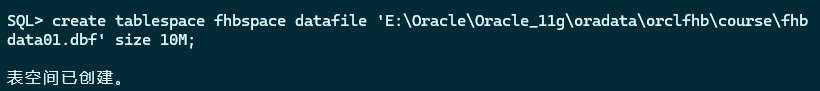 SQL> create tablespace fhbspace datafile 'E:\Oracle\Oracle_11g\oradata\orclfhb\course\fhb
data01.dbf' size 10M;
表空间已创建。